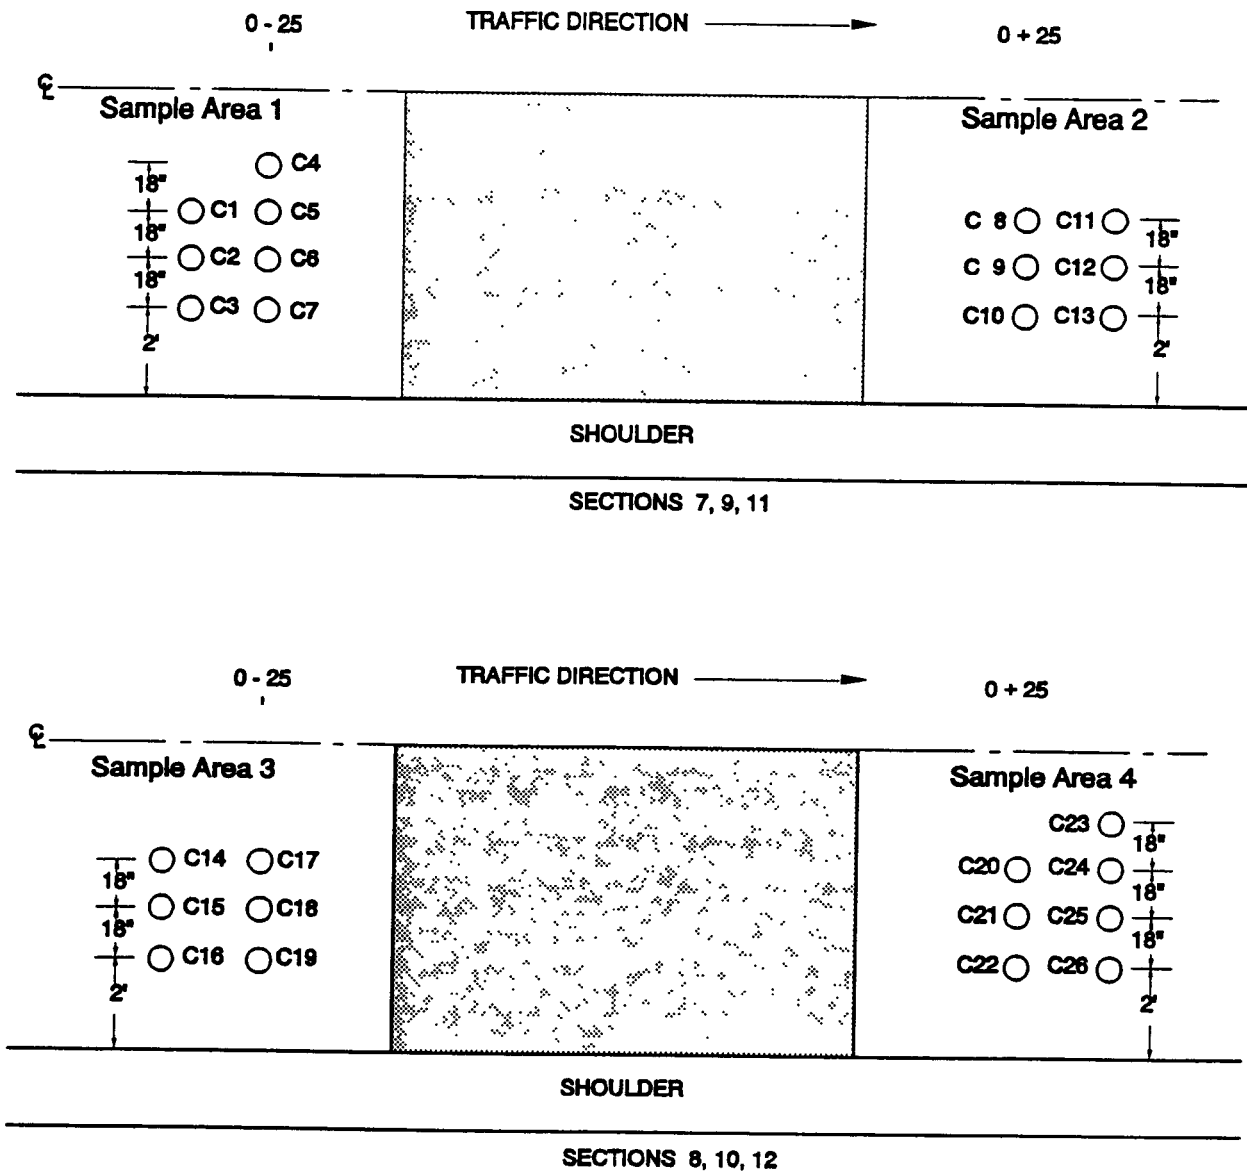 0 - 25 TRAFFIC DIRECTION 0 + 25
℄
Sample Area 1 Sample Area 2
C4
18"
C1 C5 C 8 C11
18" 18"
C2 C6 C 9 C12
18" 18"
C3 C7 C10 C13
2' 2'
SHOULDER
SECTIONS 7, 9, 11
0 - 25 TRAFFIC DIRECTION 0 + 25
℄
Sample Area 3 Sample Area 4
C23
18"
C14 C17 C20 C24
18" 18"
C15 C18 C21 C25
18" 18"
C16 C19 C22 C26
2' 2'
SHOULDER
SECTIONS 8, 10, 12